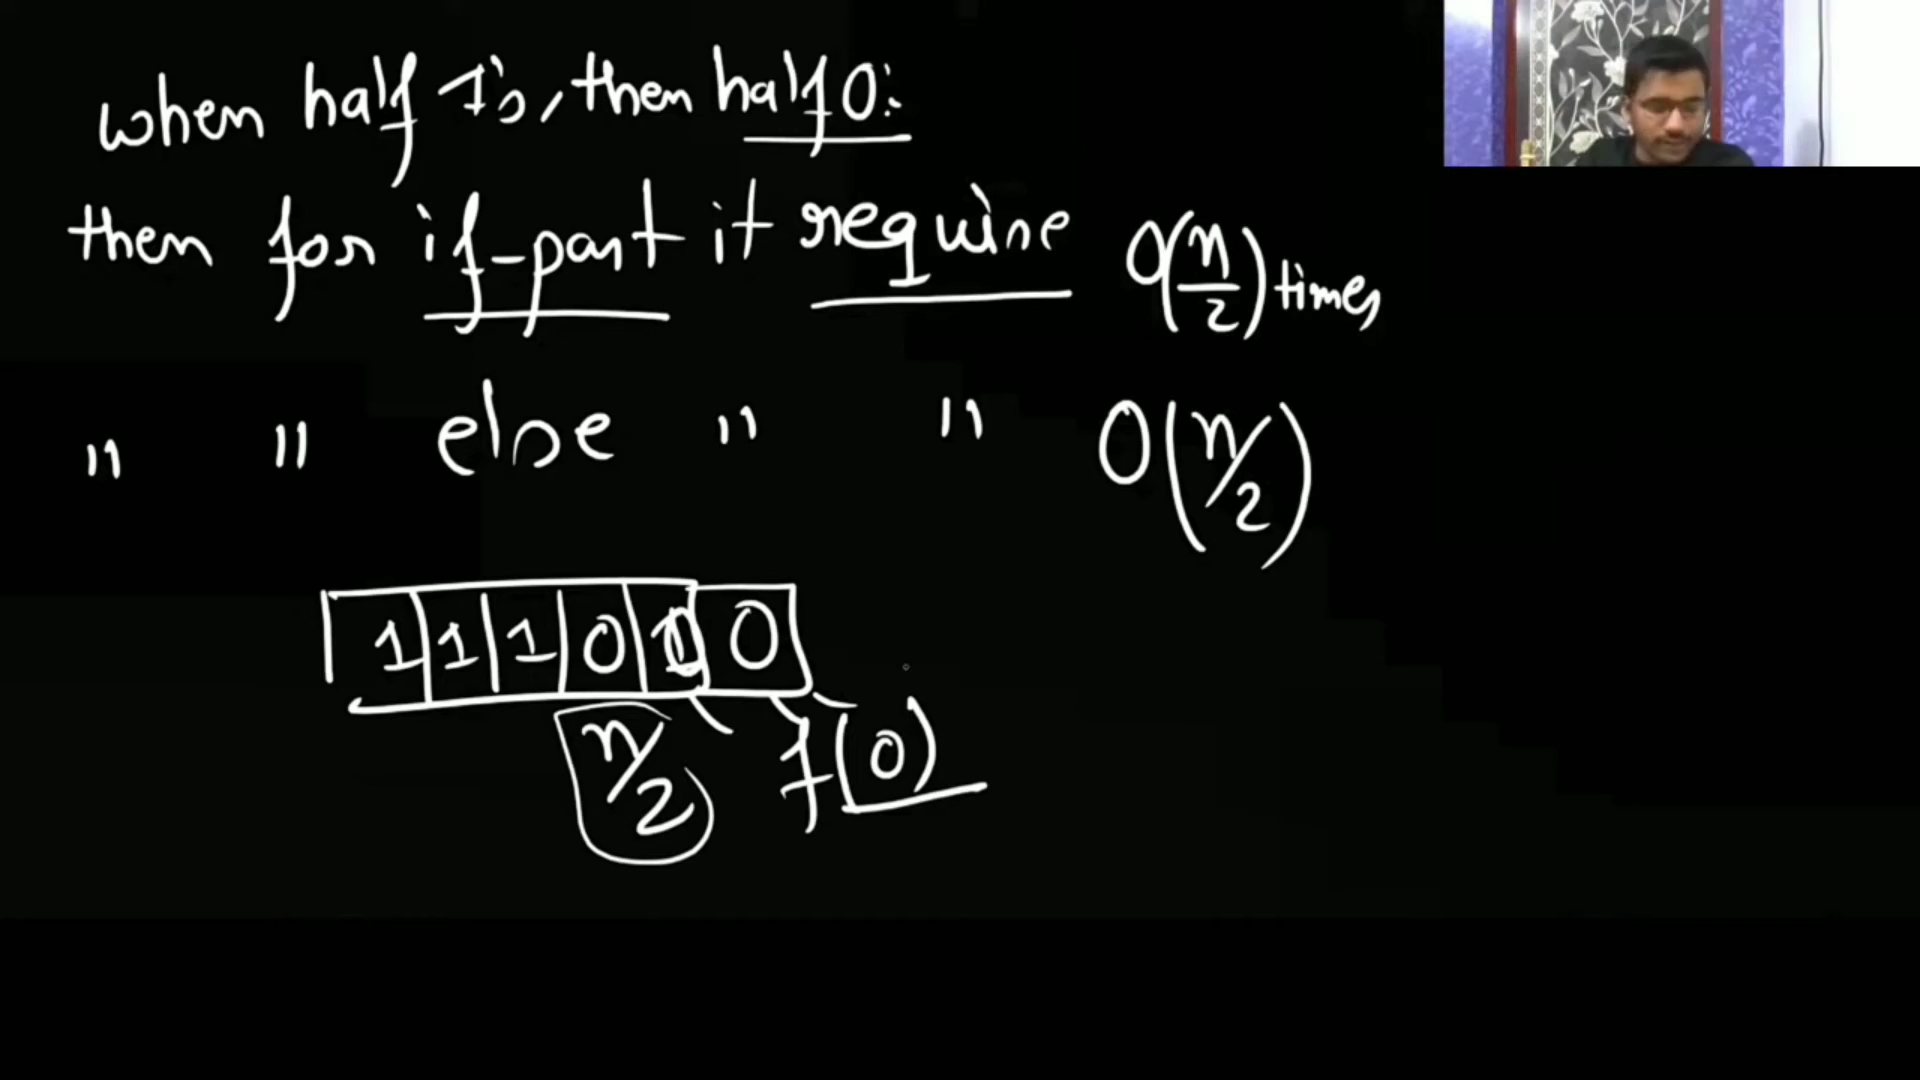 when half 1's, then half 0:
then for if-part it require O(n/2) times
" " else " " O(n/2)
1 1 1 0 0 0
n/2 f(0)